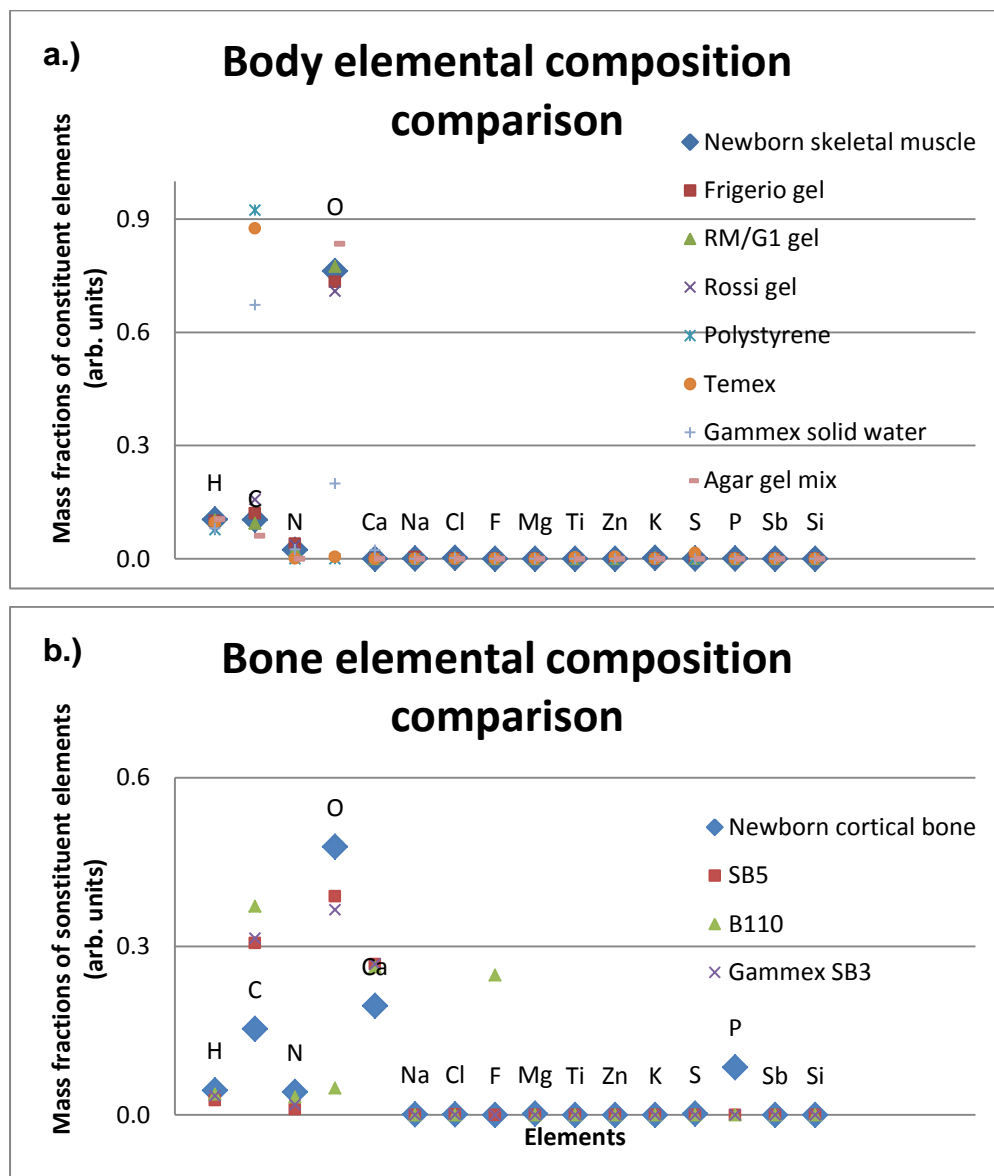 a.)
Body elemental composition
comparison
Mass fractions of constituent elements
(arb. units)
0.9
0.6
0.3
0.0
H
C
N
O
Ca
Na
Cl
F
Mg
Ti
Zn
K
S
P
Sb
Si
Newborn skeletal muscle
Frigerio gel
RM/G1 gel
Rossi gel
Polystyrene
Temex
Gammex solid water
Agar gel mix
b.)
Bone elemental composition
comparison
Mass fractions of sonstituent elements
(arb. units)
0.6
0.3
0.0
H
C
N
O
Ca
Na
Cl
F
Mg
Ti
Zn
K
S
P
Sb
Si
Elements
Newborn cortical bone
SB5
B110
Gammex SB3